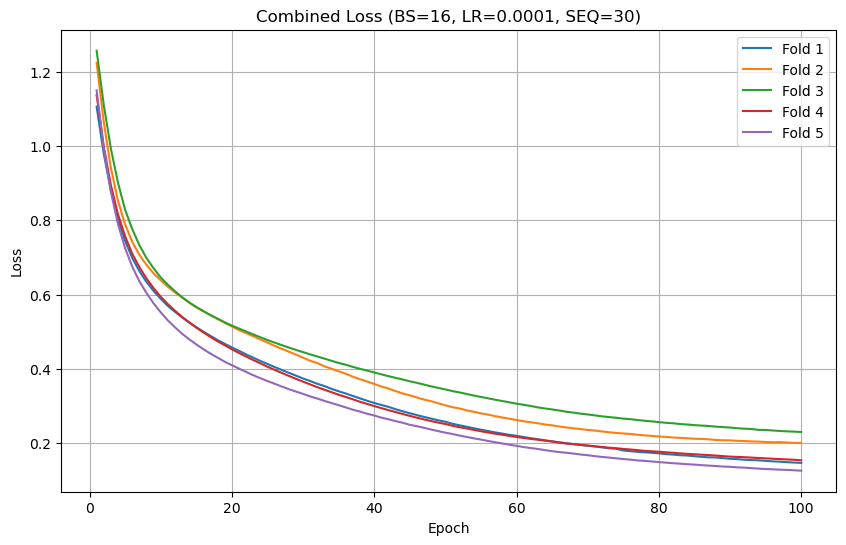 Combined Loss (BS=16, LR=0.0001, SEQ=30)
Fold 1
Fold 2
Fold 3
Fold 4
Fold 5
Loss
1.2
1.0
0.8
0.6
0.4
0.2
0 20 40 60 80 100
Epoch